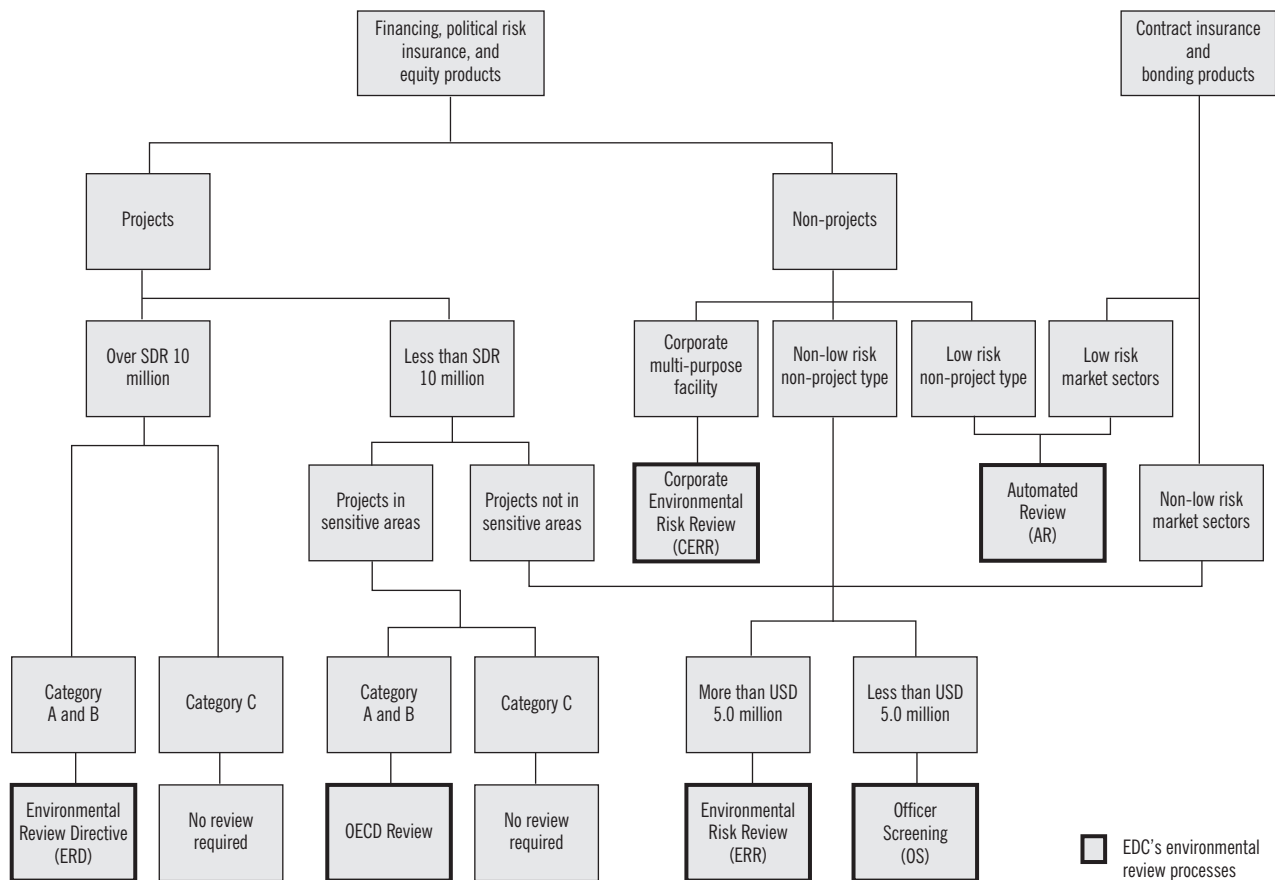 Financing, political risk
insurance, and
equity products
Contract insurance
and
bonding products
Projects
Non-projects
Over SDR 10
million
Less than SDR
10 million
Corporate
multi-purpose
facility
Non-low risk
non-project type
Low risk
non-project type
Low risk
market sectors
Projects in
sensitive areas
Projects not in
sensitive areas
Corporate
Environmental
Risk Review
(CERR)
Automated
Review
(AR)
Non-low risk
market sectors
Category
A and B
Category C
Category
A and B
Category C
More than USD
5.0 million
Less than USD
5.0 million
Environmental
Review Directive
(ERD)
No review
required
OECD Review
No review
required
Environmental
Risk Review
(ERR)
Officer
Screening
(OS)
EDC's environmental
review processes